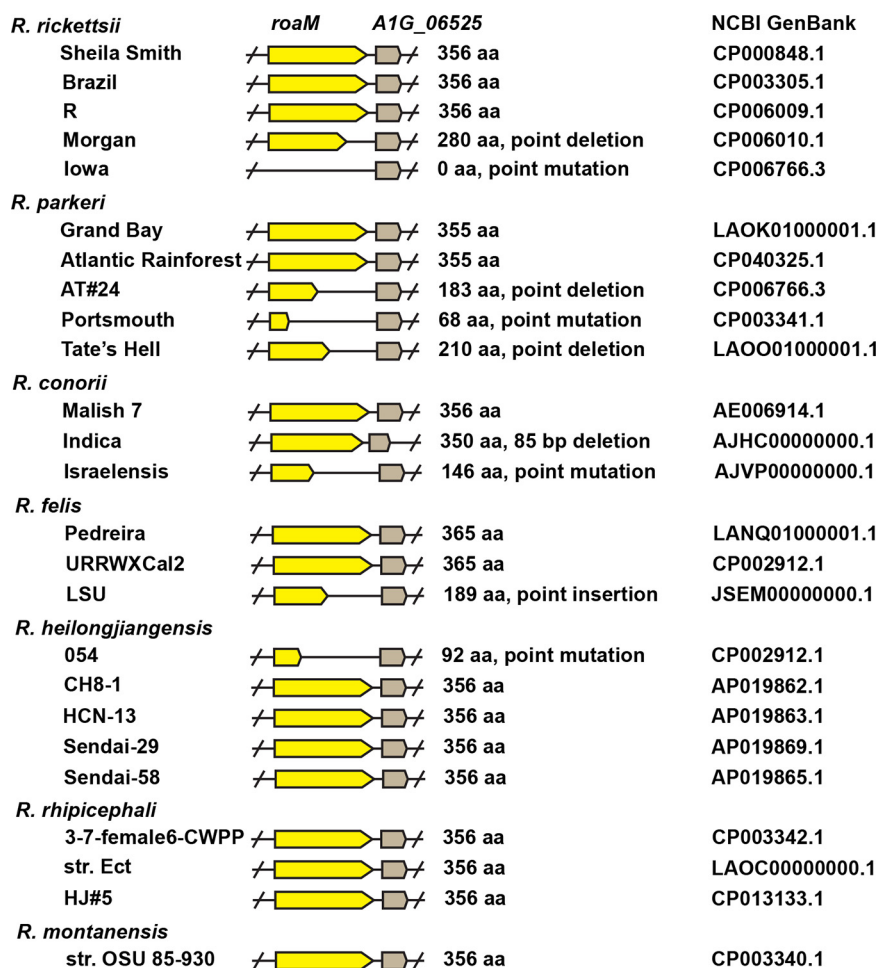 R. rickettsii roaM A1G_06525 NCBI GenBank
Sheila Smith 356 aa CP000848.1
Brazil 356 aa CP003305.1
R 356 aa CP006009.1
Morgan 280 aa, point deletion CP006010.1
Iowa 0 aa, point mutation CP006766.3
R. parkeri
Grand Bay 355 aa LAOK01000001.1
Atlantic Rainforest 355 aa CP040325.1
AT#24 183 aa, point deletion CP006766.3
Portsmouth 68 aa, point mutation CP003341.1
Tate's Hell 210 aa, point deletion LAOO01000001.1
R. conorii
Malish 7 356 aa AE006914.1
Indica 350 aa, 85 bp deletion AJHC00000000.1
Israelensis 146 aa, point mutation AJVP00000000.1
R. felis
Pedreira 365 aa LANQ01000001.1
URRWXCal2 365 aa CP002912.1
LSU 189 aa, point insertion JSEM00000000.1
R. heilongjiangensis
054 92 aa, point mutation CP002912.1
CH8-1 356 aa AP019862.1
HCN-13 356 aa AP019863.1
Sendai-29 356 aa AP019869.1
Sendai-58 356 aa AP019865.1
R. rhipicephali
3-7-female6-CWPP 356 aa CP003342.1
str. Ect 356 aa LAOC00000000.1
HJ#5 356 aa CP013133.1
R. montanensis
str. OSU 85-930 356 aa CP003340.1